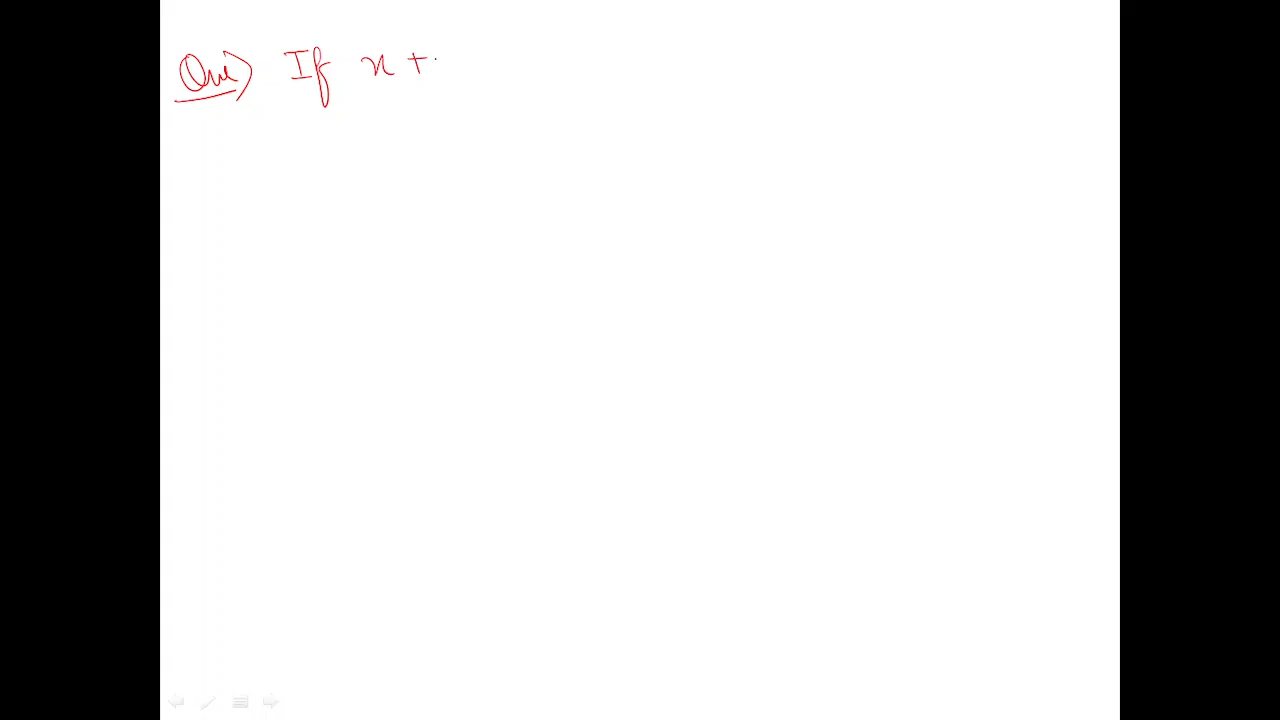 Que) If x +